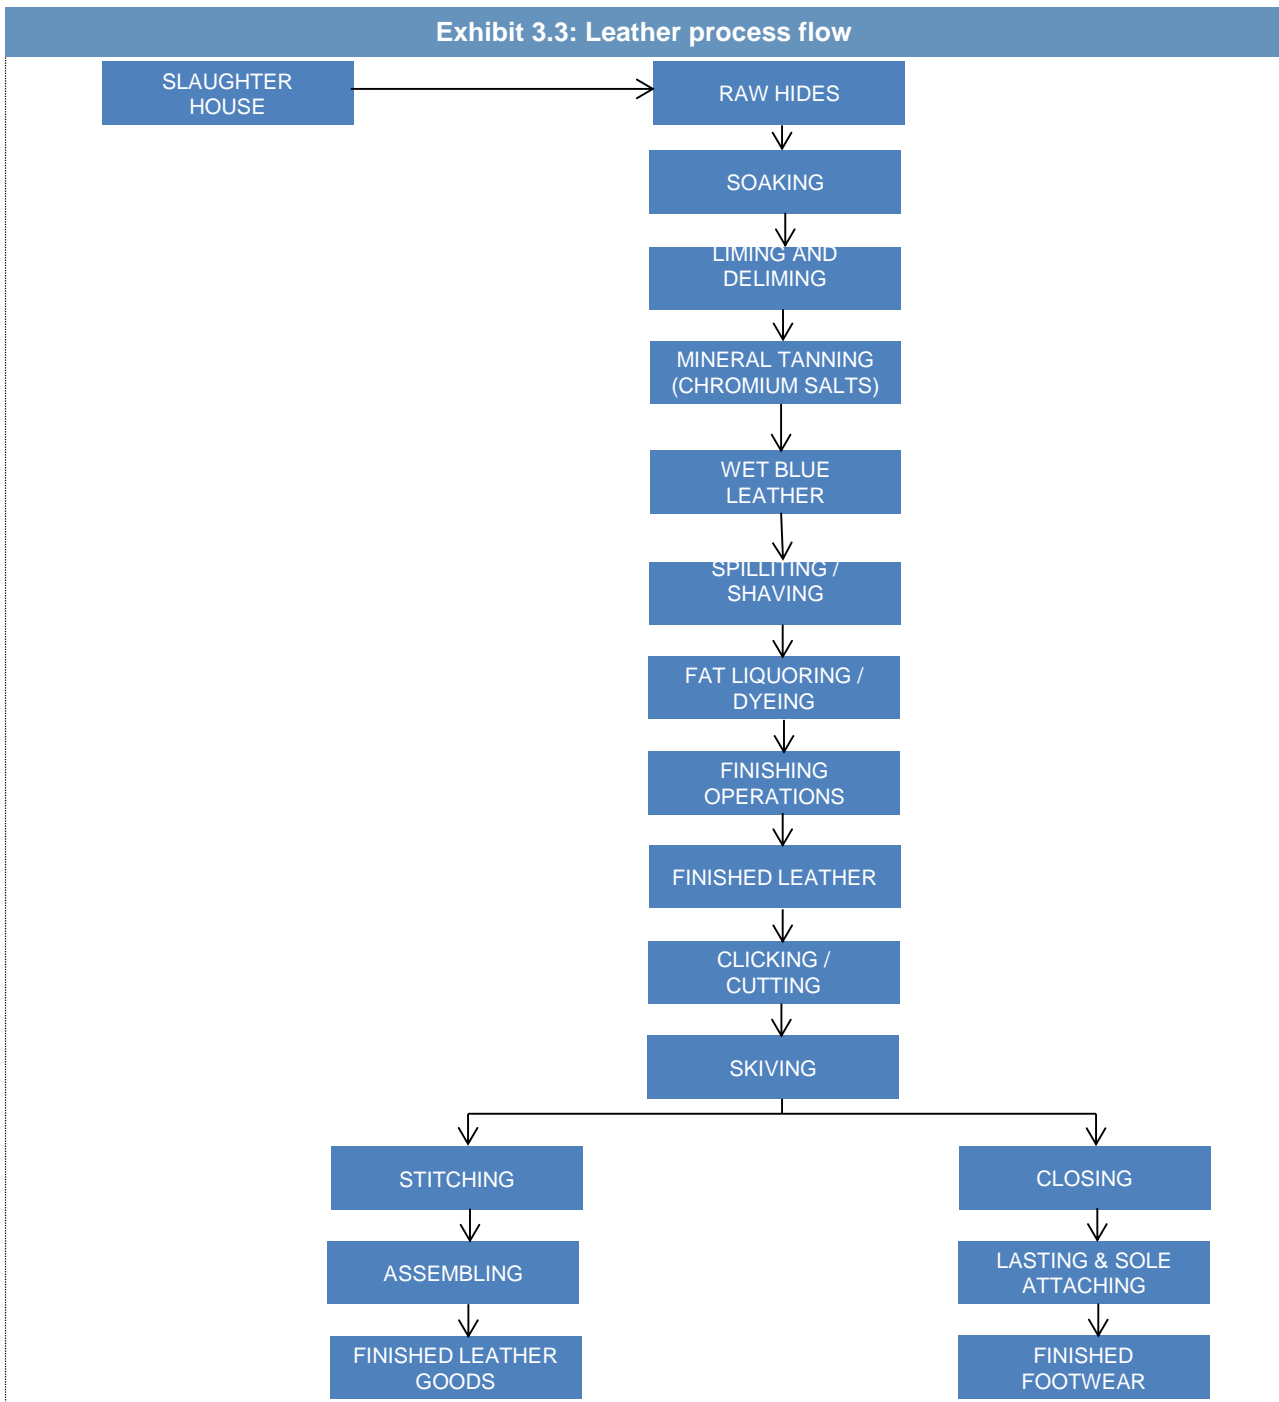 Exhibit 3.3: Leather process flow
SLAUGHTER
HOUSE
RAW HIDES
SOAKING
LIMING AND
DELIMING
MINERAL TANNING
(CHROMIUM SALTS)
WET BLUE
LEATHER
SPILLITING /
SHAVING
FAT LIQUORING /
DYEING
FINISHING
OPERATIONS
FINISHED LEATHER
CLICKING /
CUTTING
SKIVING
STITCHING
CLOSING
ASSEMBLING
LASTING & SOLE
ATTACHING
FINISHED LEATHER
GOODS
FINISHED
FOOTWEAR